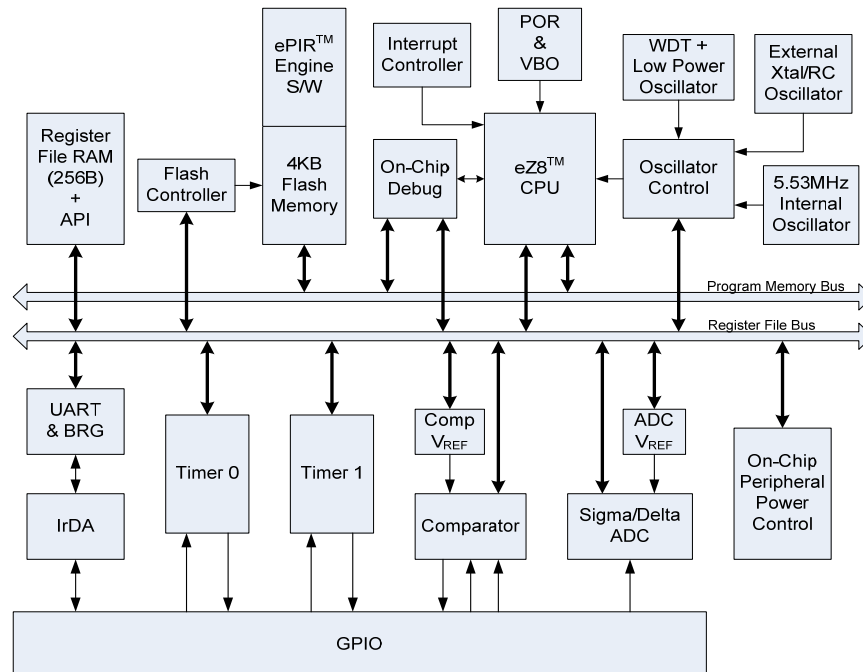 ePIR™
Engine
S/W
Interrupt
Controller
POR
&
VBO
WDT +
Low Power
Oscillator
External
Xtal/RC
Oscillator
Register
File RAM
(256B)
+
API
Flash
Controller
4KB
Flash
Memory
On-Chip
Debug
eZ8™
CPU
Oscillator
Control
5.53MHz
Internal
Oscillator
Program Memory Bus
Register File Bus
UART
& BRG
Timer 0
Timer 1
Comp
VREF
ADC
VREF
On-Chip
Peripheral
Power
Control
IrDA
Comparator
Sigma/Delta
ADC
GPIO